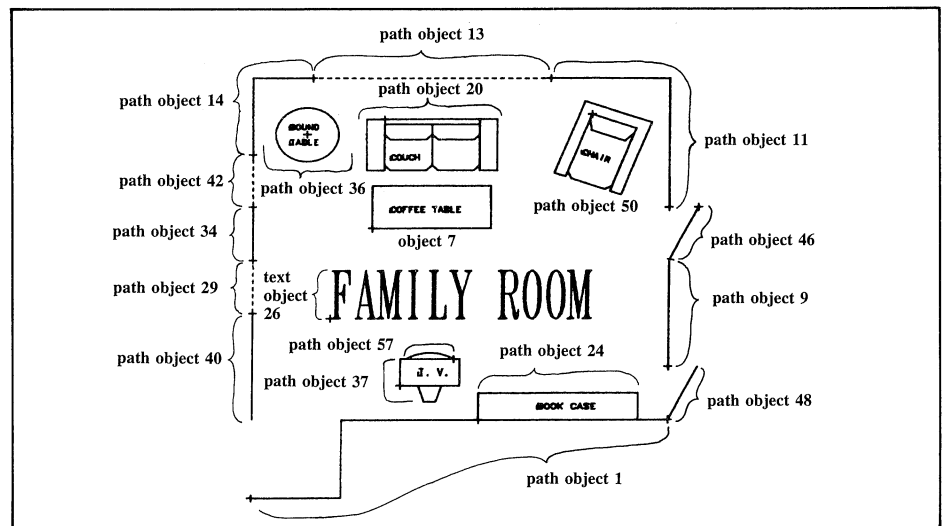 path object 13
path object 20
path object 14
ROUND
TABLE
COUCH
CHAIR
path object 11
path object 42
path object 36
COFFEE TABLE
path object 50
path object 34
object 7
path object 46
path object 29
text
object
26
FAMILY ROOM
path object 9
path object 57
path object 24
path object 40
path object 37
T. V.
BOOK CASE
path object 48
path object 1